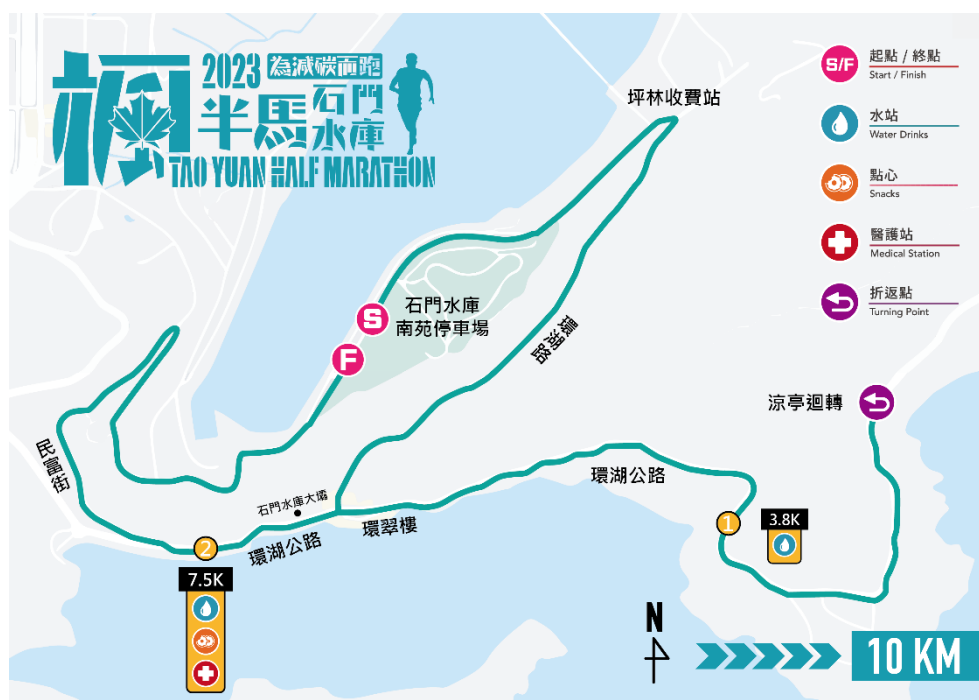 桐
2023 為減碳而跑
半馬 石門水庫
TAO YUAN HALF MARATHON
S/F
起點 / 終點
Start / Finish
水站
Water Drinks
點心
Snacks
醫護站
Medical Station
折返點
Turning Point
坪林收費站
石門水庫
南苑停車場
S
F
環湖路
涼亭迴轉
民富街
石門水庫大壩
環湖公路
環翠樓
環湖公路
1
3.8K
2
7.5K
N
10 KM